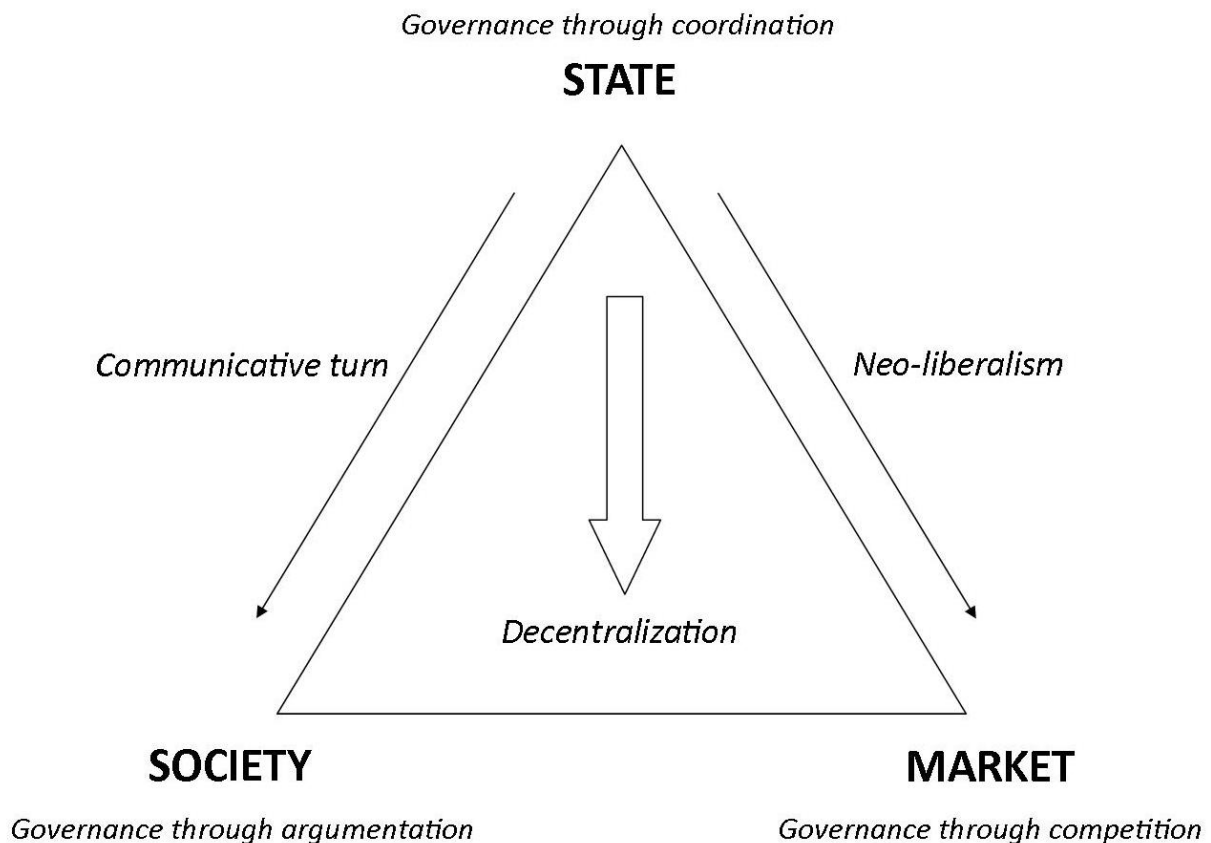 Governance through coordination
STATE
Communicative turn
Neo-liberalism
Decentralization
SOCIETY
MARKET
Governance through argumentation
Governance through competition